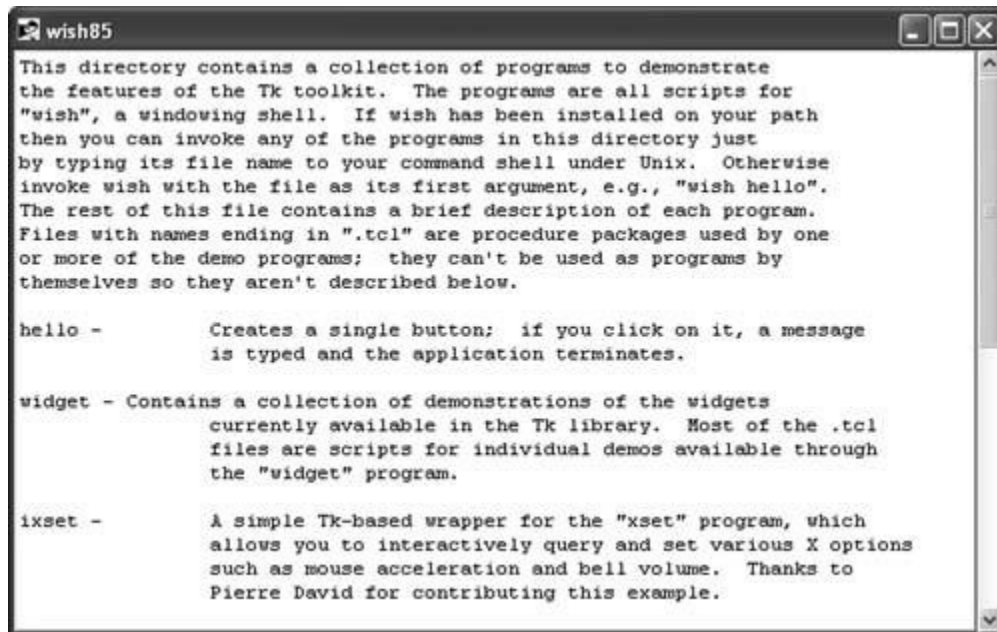 wish85
This directory contains a collection of programs to demonstrate
the features of the Tk toolkit.  The programs are all scripts for
"wish", a windowing shell.  If wish has been installed on your path
then you can invoke any of the programs in this directory just
by typing its file name to your command shell under Unix.  Otherwise
invoke wish with the file as its first argument, e.g., "wish hello".
The rest of this file contains a brief description of each program.
Files with names ending in ".tcl" are procedure packages used by one
or more of the demo programs;  they can't be used as programs by
themselves so they aren't described below.

hello -         Creates a single button;  if you click on it, a message
                is typed and the application terminates.

widget - Contains a collection of demonstrations of the widgets
                currently available in the Tk library.  Most of the .tcl
                files are scripts for individual demos available through
                the "widget" program.

ixset -         A simple Tk-based wrapper for the "xset" program, which
                allows you to interactively query and set various X options
                such as mouse acceleration and bell volume.  Thanks to
                Pierre David for contributing this example.